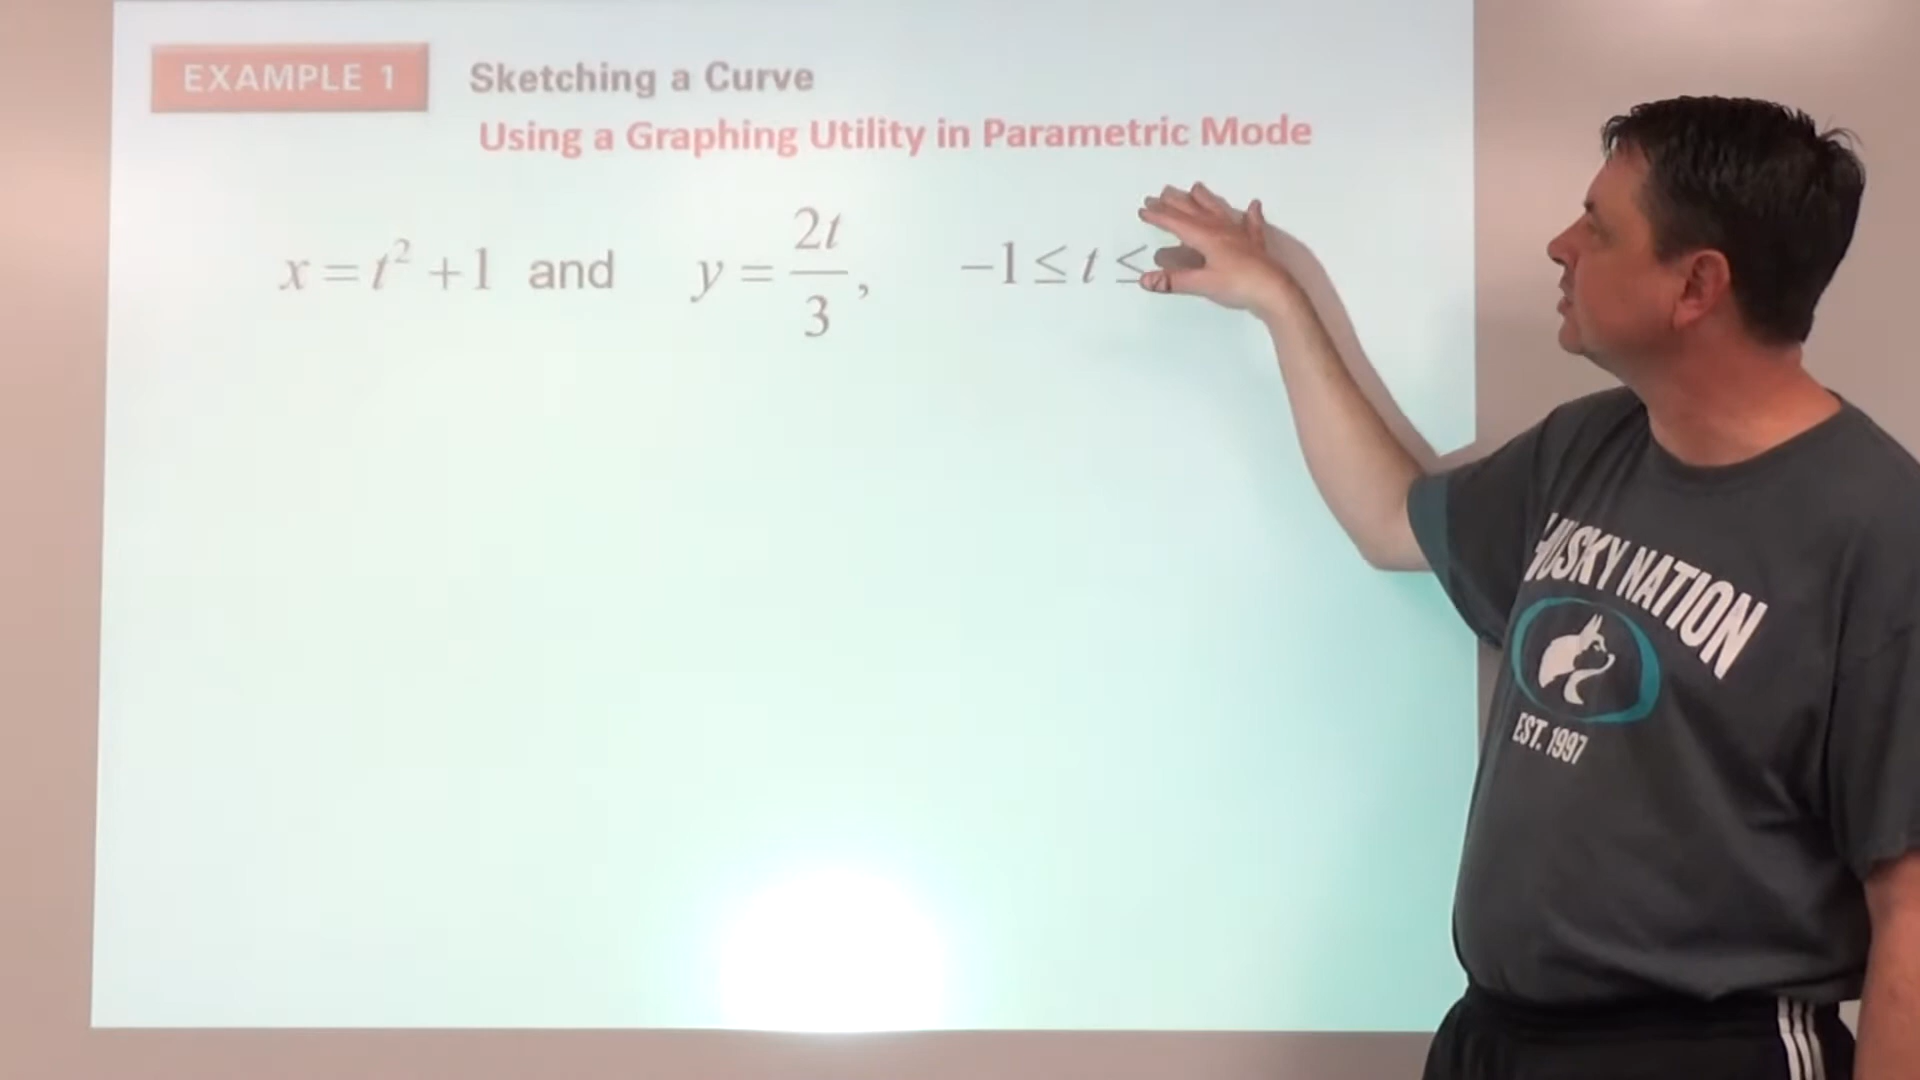 EXAMPLE 1 Sketching a Curve
Using a Graphing Utility in Parametric Mode
x = t² + 1 and y = 2t/3, −1 ≤ t ≤
HUSKY NATION
EST. 1997